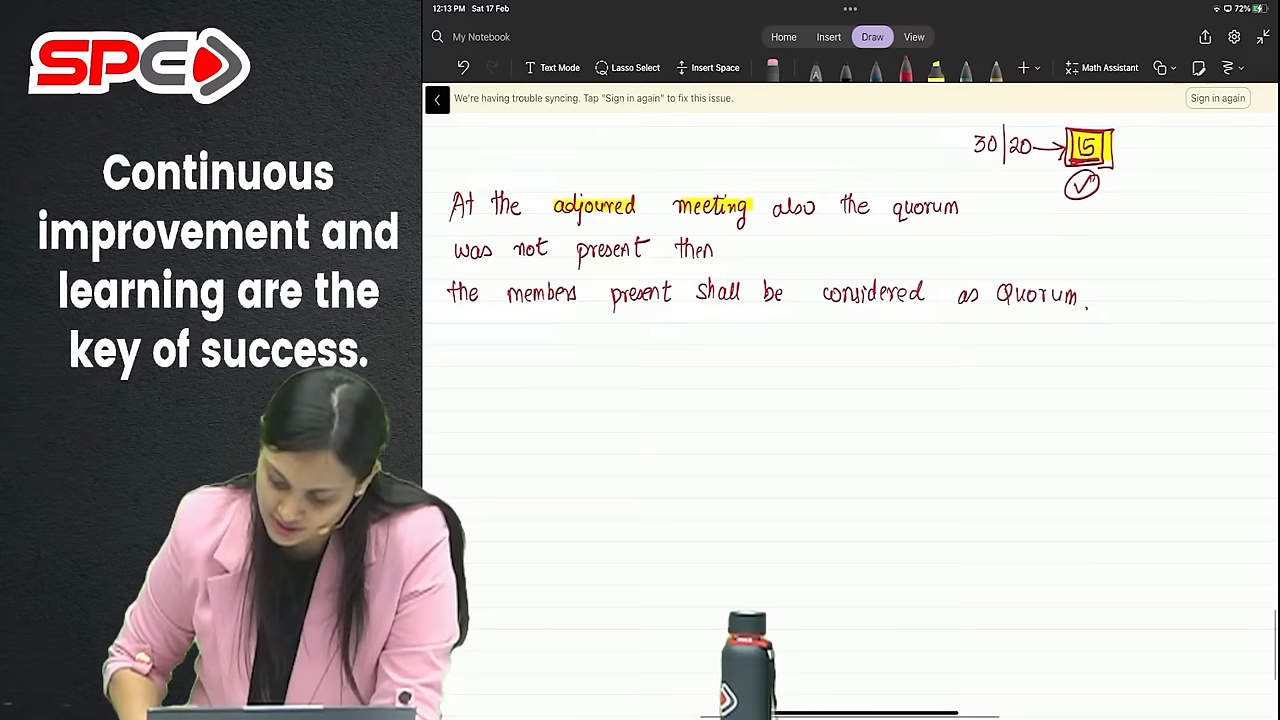 SPC
Continuous
improvement and
learning are the
key of success.
12:13 PM Sat 17 Feb
72%
My Notebook
Home Insert Draw View
Text Mode Lasso Select Insert Space Math Assistant
We're having trouble syncing. Tap "Sign in again" to fix this issue. Sign in again
30|20→15
At the adjoured meeting also the quorum
was not present then
the members present shall be considered as Quorum.